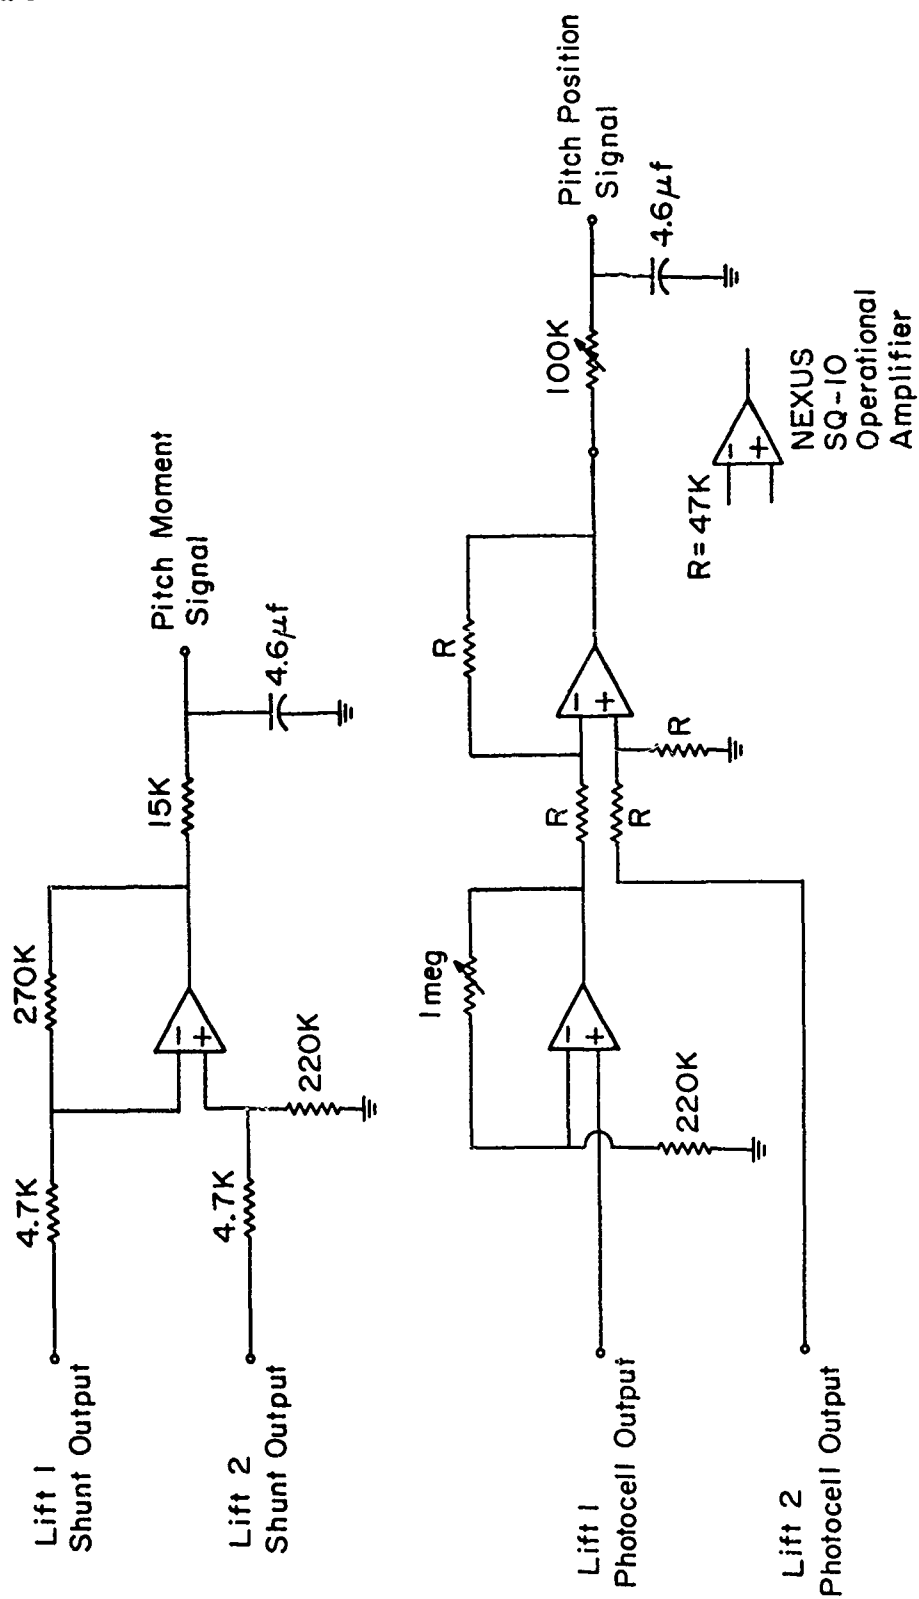 Lift 1
Shunt Output
4.7K
270K
Lift 2
Shunt Output
4.7K
−
+
220K
15K
4.6μf
Pitch Moment
Signal
Lift 1
Photocell Output
Lift 2
Photocell Output
1meg
−
+
220K
R
R
R
−
+
R
100K
4.6μf
Pitch Position
Signal
R=47K
−
+
NEXUS
SQ-10
Operational
Amplifier